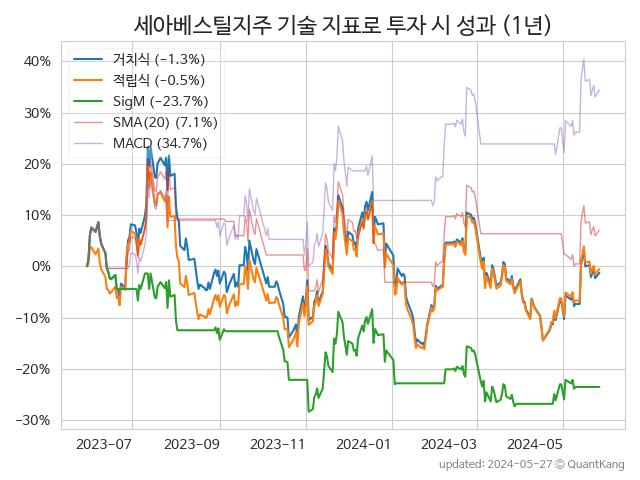 세아베스틸지주 기술 지표로 투자 시 성과 (1년)
거치식 (−1.3%)
적립식 (−0.5%)
SigM (−23.7%)
SMA(20) (7.1%)
MACD (34.7%)
40%
30%
20%
10%
0%
−10%
−20%
−30%
2023-07 2023-09 2023-11 2024-01 2024-03 2024-05
updated: 2024-05-27 © QuantKang